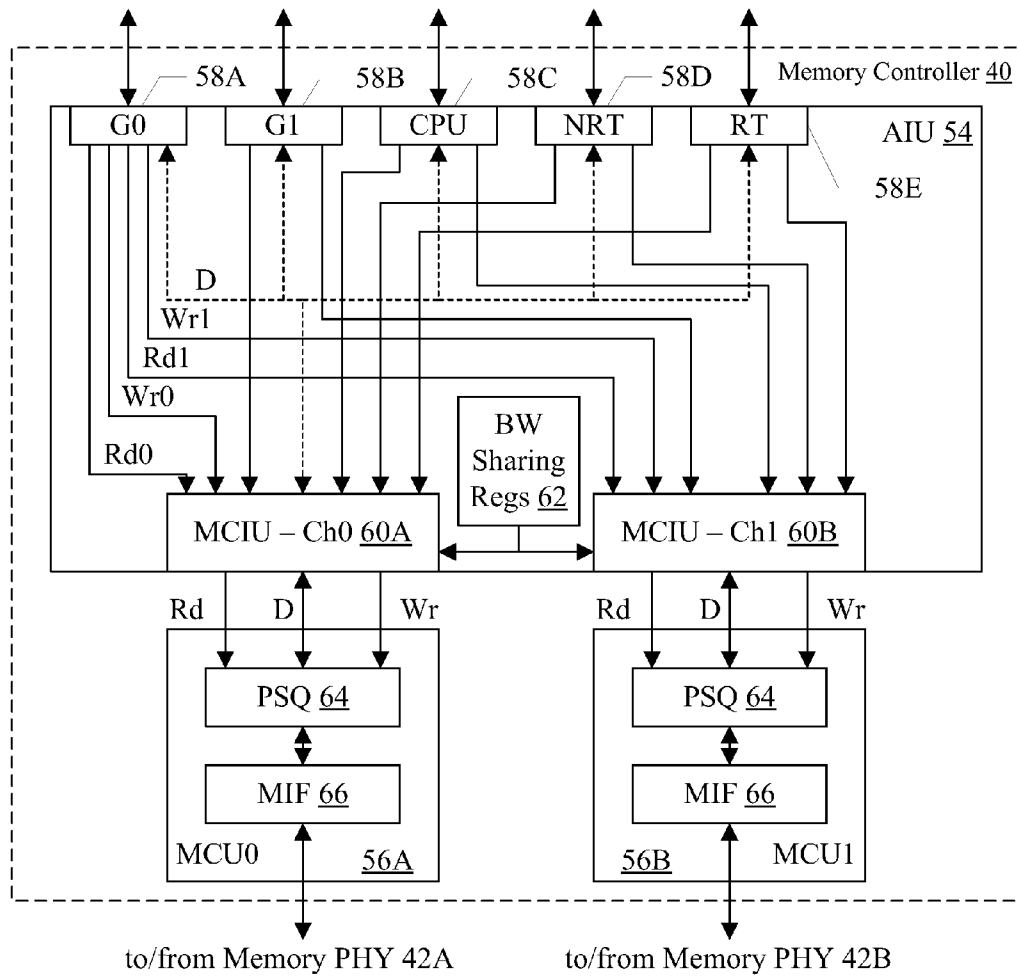 58A
58B
58C
58D
Memory Controller 40
G0
G1
CPU
NRT
RT
AIU 54
58E
D
Wr1
Rd1
Wr0
Rd0
BW
Sharing
Regs 62
MCIU – Ch0 60A
MCIU – Ch1 60B
Rd
D
Wr
Rd
D
Wr
PSQ 64
PSQ 64
MIF 66
MIF 66
MCU0
56A
56B
MCU1
to/from Memory PHY 42A
to/from Memory PHY 42B